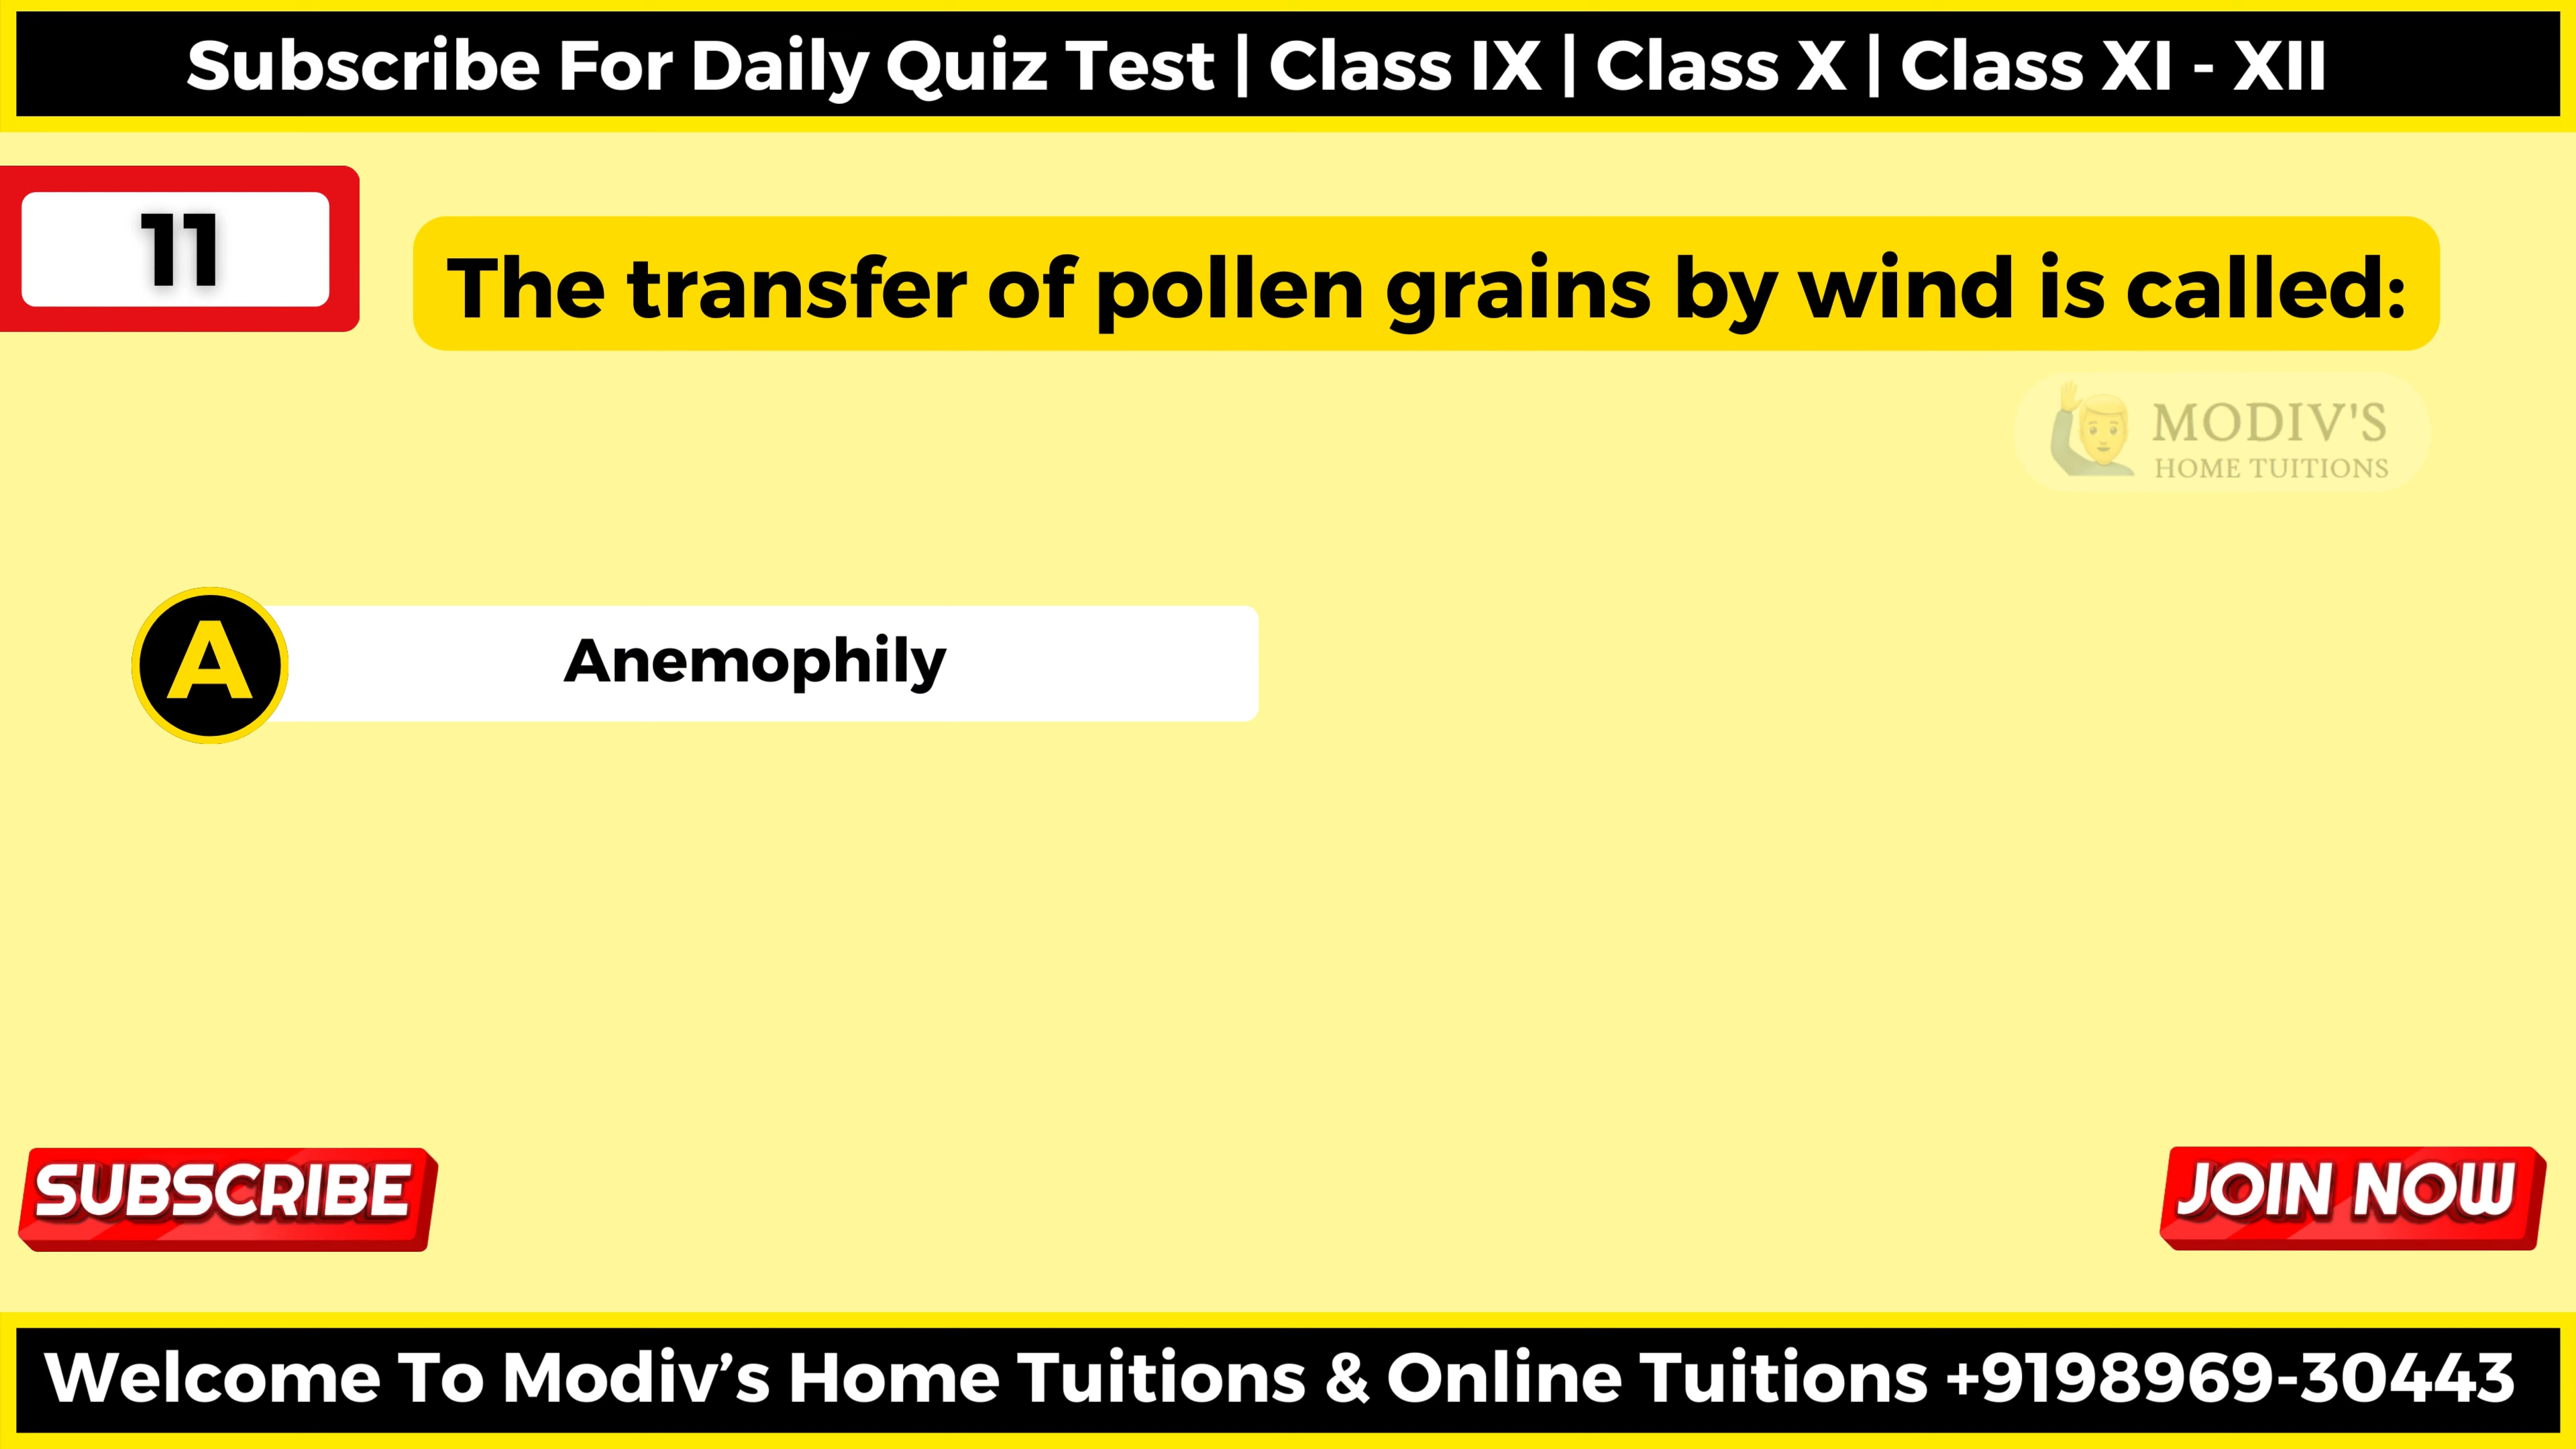 Subscribe For Daily Quiz Test | Class IX | Class X | Class XI - XII
11
The transfer of pollen grains by wind is called:
MODIV'S
HOME TUITIONS
A
Anemophily
SUBSCRIBE
JOIN NOW
Welcome To Modiv’s Home Tuitions & Online Tuitions +9198969-30443